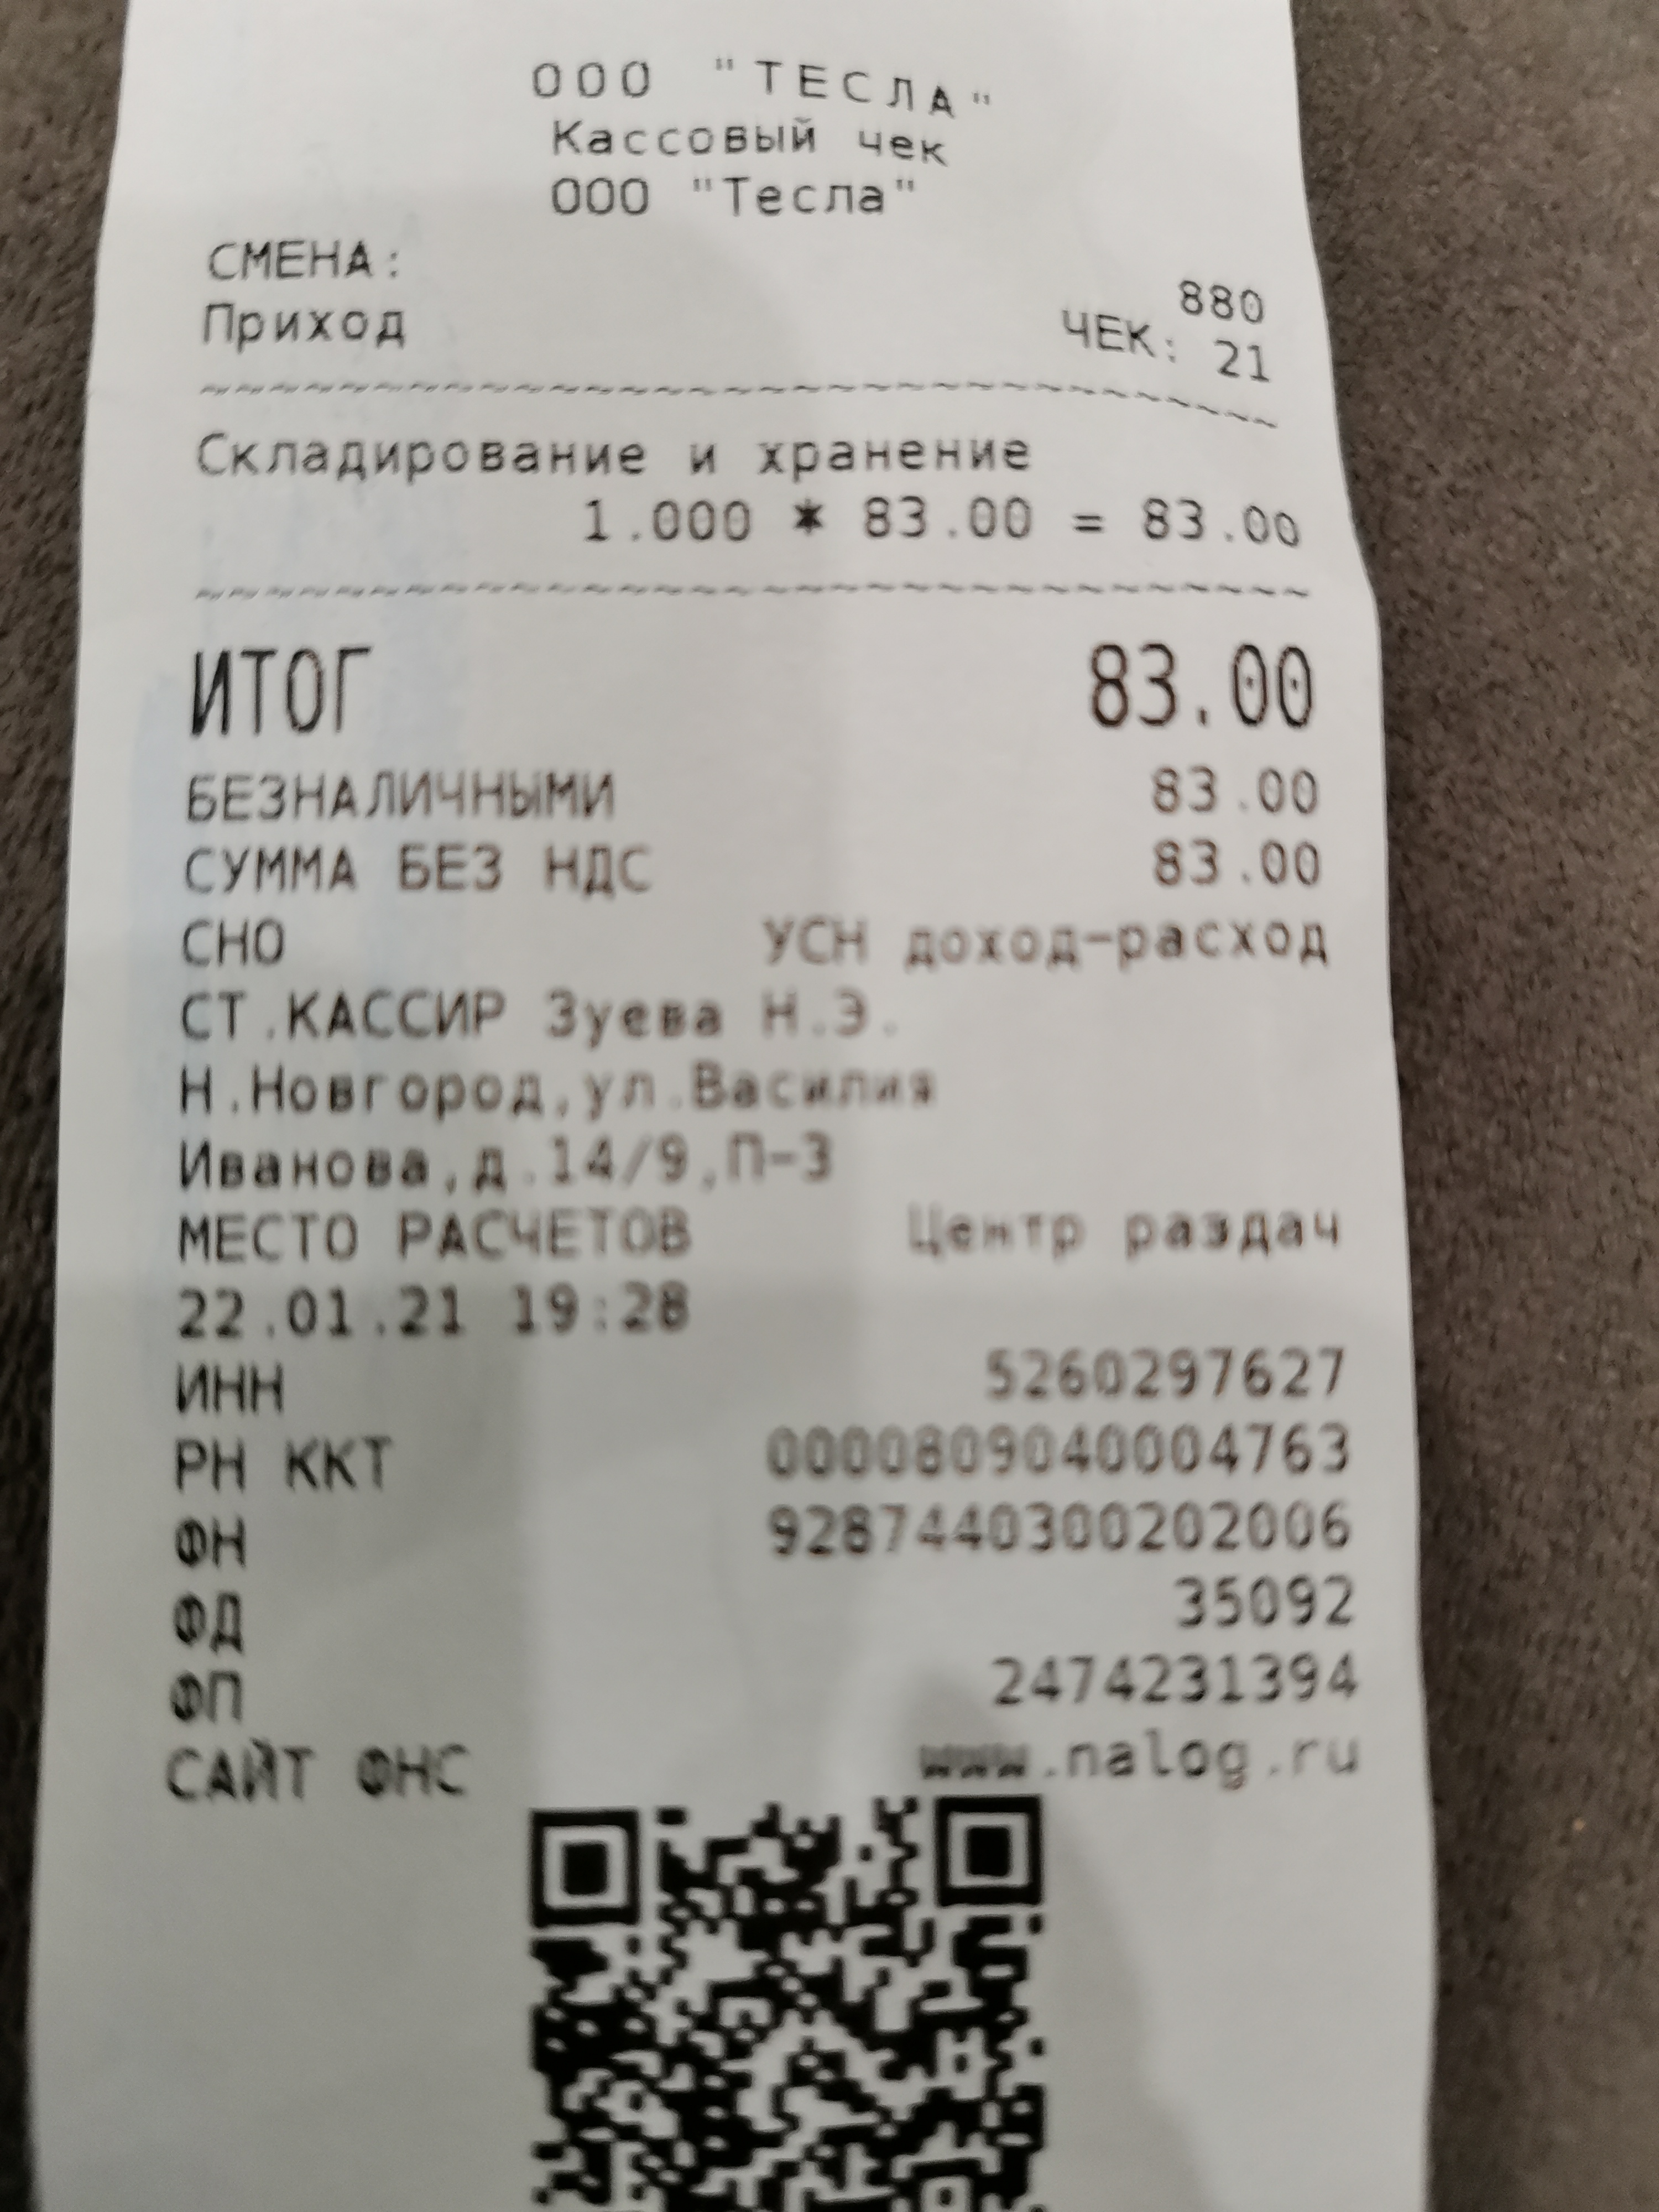 ООО "ТЕСЛА"
Кассовый чек
ООО "Тесла"
СМЕНА: 880
Приход ЧЕК: 21
~~~~~~~~~~~~~~~~~~~~~~~~~~~~~~~~
Складирование и хранение
1.000 * 83.00 = 83.00
~~~~~~~~~~~~~~~~~~~~~~~~~~~~~~~~
ИТОГ 83.00
БЕЗНАЛИЧНЫМИ 83.00
СУММА БЕЗ НДС 83.00
СНО УСН доход-расход
СТ.КАССИР Зуева Н.Э.
Н.Новгород,ул.Василия
Иванова,д.14/9,П-3
МЕСТО РАСЧЕТОВ Центр раздач
22.01.21 19:28
ИНН 5260297627
РН ККТ 0000809040004763
ФН 9287440300202006
ФД 35092
ФП 2474231394
САЙТ ФНС www.nalog.ru